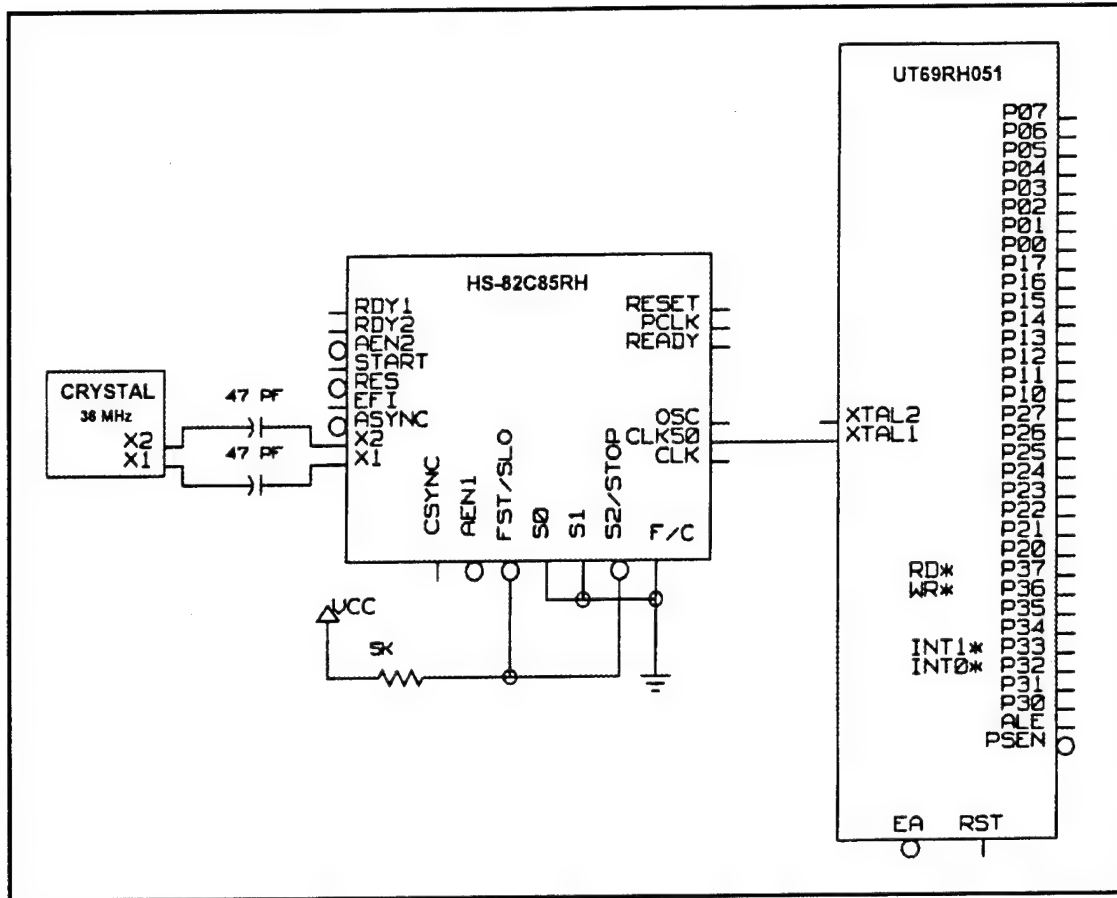 UT69RH051
P07
P06
P05
P04
P03
P02
P01
P00
P17
P16
P15
P14
P13
P12
P11
P10
P27
P26
P25
P24
P23
P22
P21
P20
RD* P37
WR* P36
P35
P34
INT1* P33
INT0* P32
P31
P30
ALE
PSEN
XTAL2
XTAL1
EA RST
HS-82C85RH
RDY1
RDY2
AEN2
START
RES
EFI
ASYNC
X2
X1
RESET
PCLK
READY
OSC
CLK50
CLK
CSYNC
AEN1
FST/SLO
S0
S1
S2/STOP
F/C
CRYSTAL
36 MHz
X2
X1
47 PF
47 PF
VCC
5K